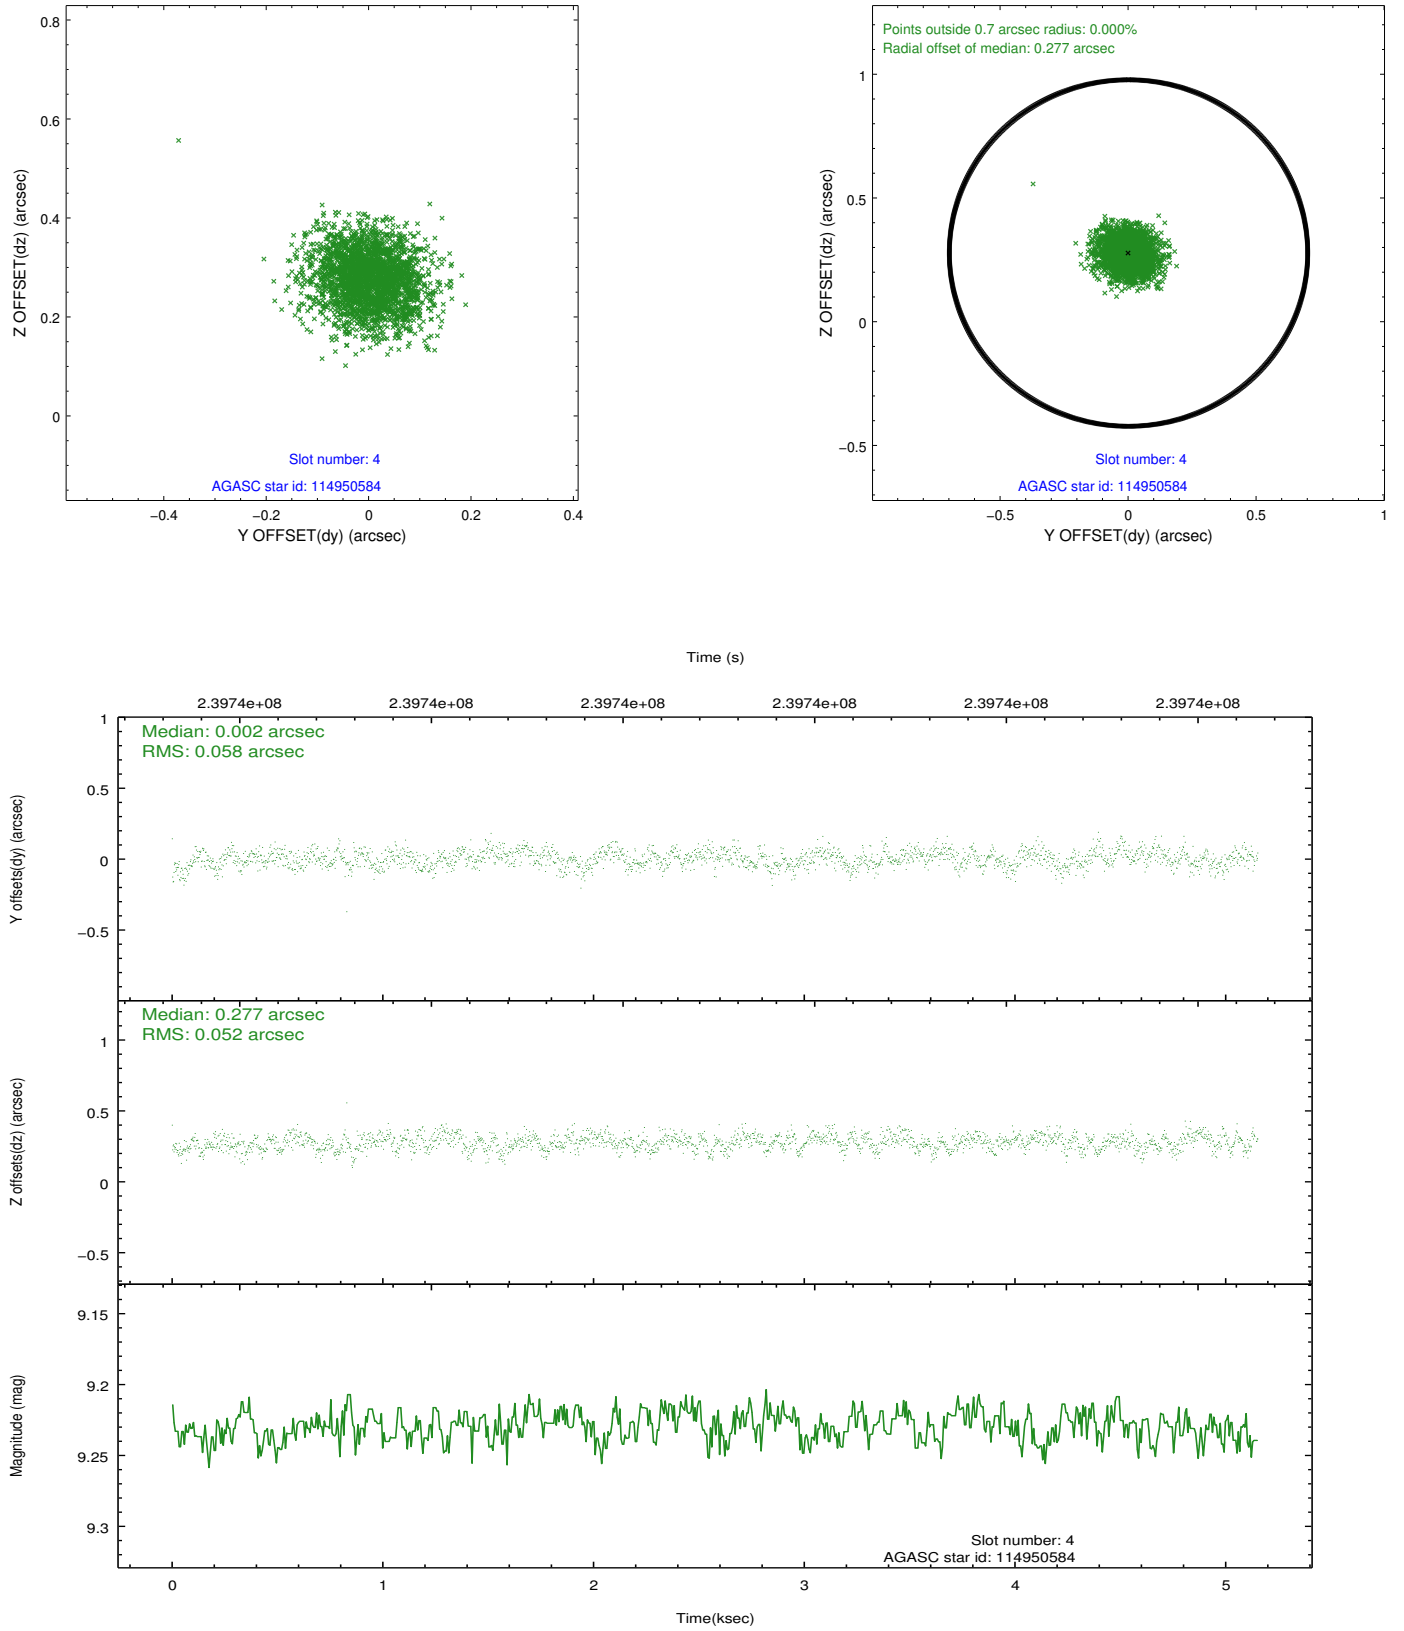 0.8
0.6
0.4
0.2
0
Z OFFSET(dz) (arcsec)
Slot number: 4
AGASC star id: 114950584
−0.4 −0.2 0 0.2 0.4
Y OFFSET(dy) (arcsec)
Points outside 0.7 arcsec radius: 0.000%
Radial offset of median: 0.277 arcsec
1
0.5
0
−0.5
Z OFFSET(dz) (arcsec)
Slot number: 4
AGASC star id: 114950584
−0.5 0 0.5 1
Y OFFSET(dy) (arcsec)
Time (s)
2.3974e+08 2.3974e+08 2.3974e+08 2.3974e+08 2.3974e+08 2.3974e+08
Median: 0.002 arcsec
RMS: 0.058 arcsec
1
0.5
0
−0.5
Y offsets(dy) (arcsec)
Median: 0.277 arcsec
RMS: 0.052 arcsec
1
0.5
0
−0.5
Z offsets(dz) (arcsec)
9.15
9.2
9.25
9.3
Magnitude (mag)
Slot number: 4
AGASC star id: 114950584
0 1 2 3 4 5
Time(ksec)